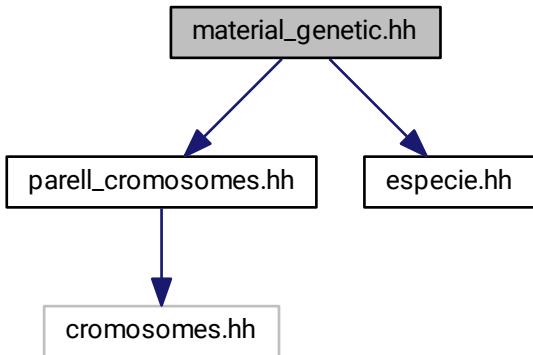 material_genetic.hh
parell_cromosomes.hh
especie.hh
cromosomes.hh